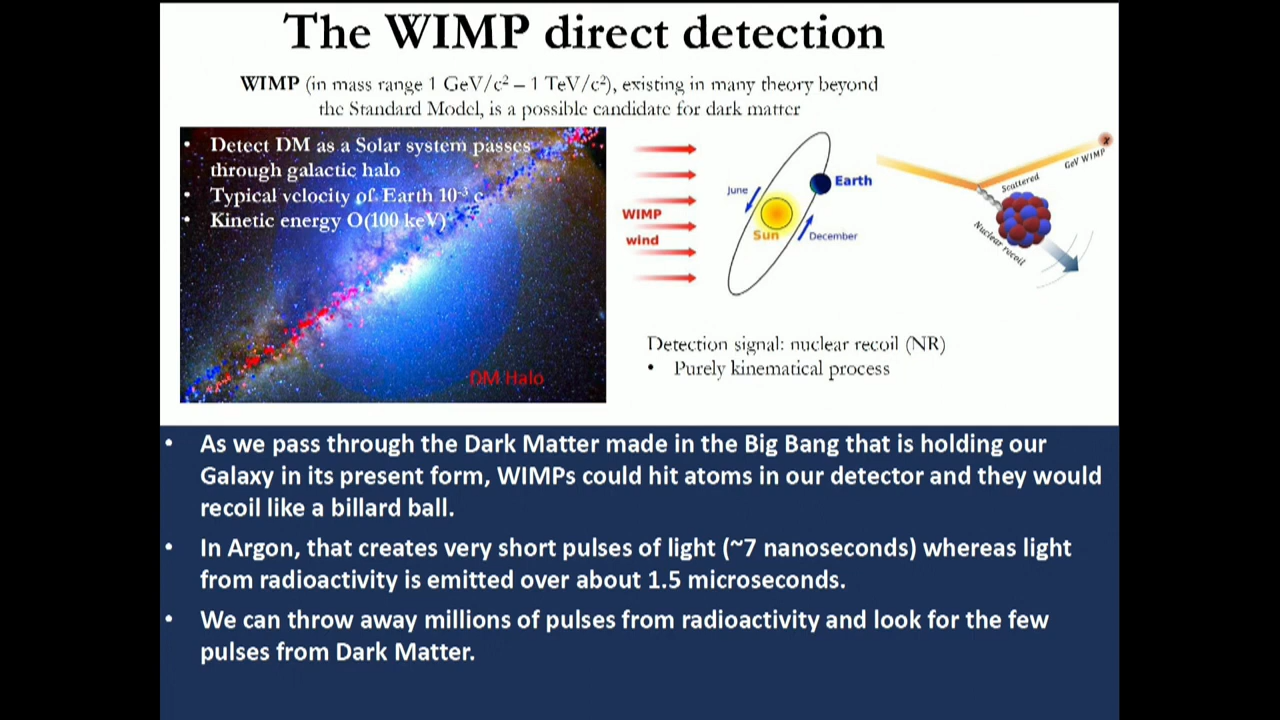 The WIMP direct detection
WIMP (in mass range 1 GeV/c² – 1 TeV/c²), existing in many theory beyond
the Standard Model, is a possible candidate for dark matter
• Detect DM as a Solar system passes
through galactic halo
• Typical velocity of Earth 10⁻³ c
• Kinetic energy O(100 keV)
DM Halo
WIMP
wind
June
Earth
Sun
December
χ
GeV WIMP
Scattered
Nuclear recoil
Detection signal: nuclear recoil (NR)
• Purely kinematical process
• As we pass through the Dark Matter made in the Big Bang that is holding our
Galaxy in its present form, WIMPs could hit atoms in our detector and they would
recoil like a billard ball.
• In Argon, that creates very short pulses of light (~7 nanoseconds) whereas light
from radioactivity is emitted over about 1.5 microseconds.
• We can throw away millions of pulses from radioactivity and look for the few
pulses from Dark Matter.